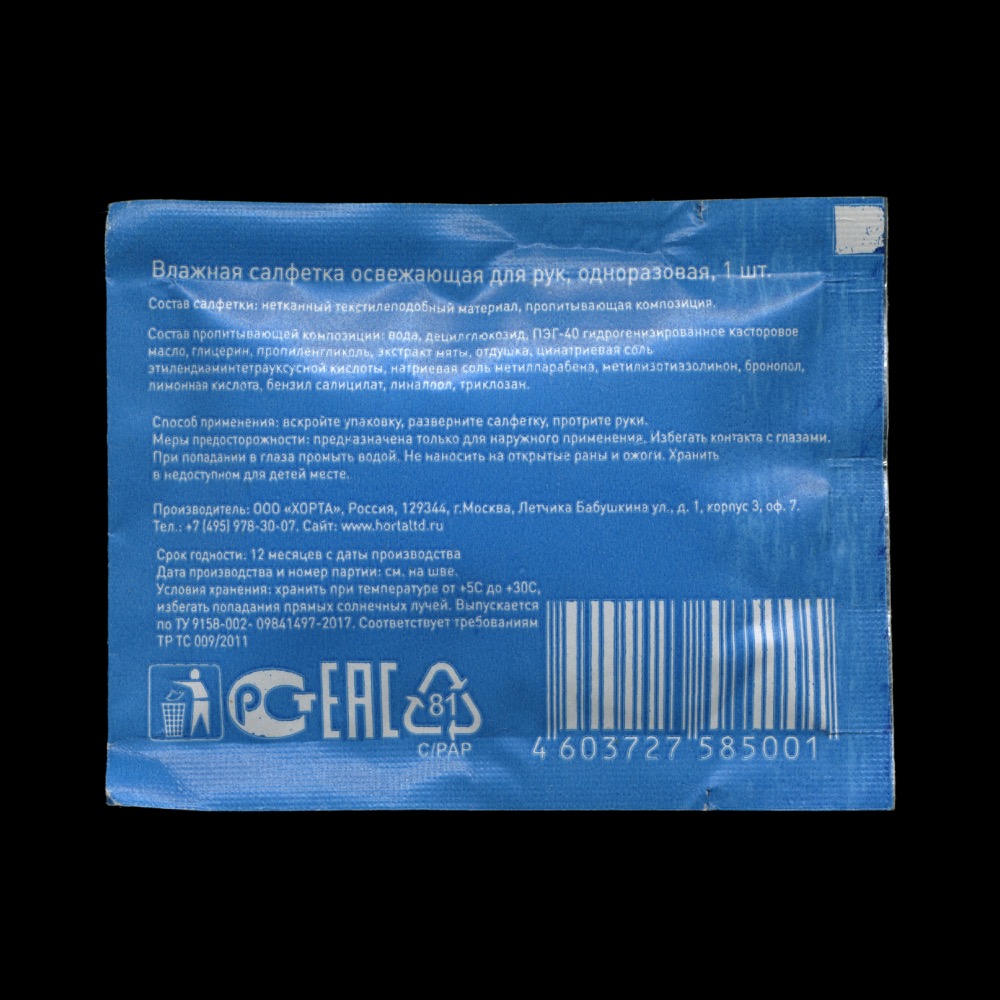 Влажная салфетка освежающая для рук, одноразовая, 1 шт.
Состав салфетки: нетканный текстилеподобный материал, пропитывающая композиция.
Состав пропитывающей композиции: вода, децилглюкозид, ПЭГ-40 гидрогенизированное касторовое
масло, глицерин, пропиленгликоль, экстракт мяты, отдушка, цинатриевая соль
этилендиаминтетрауксусной кислоты, натриевая соль метилпарабена, метилизотиазолинон, бронопол,
лимонная кислота, бензил салицилат, линалоол, триклозан.
Способ применения: вскройте упаковку, разверните салфетку, протрите руки.
Меры предосторожности: предназначена только для наружного применения. Избегать контакта с глазами.
При попадании в глаза промыть водой. Не наносить на открытые раны и ожоги. Хранить
в недоступном для детей месте.
Производитель: ООО «ХОРТА», Россия, 129344, г.Москва, Летчика Бабушкина ул., д. 1, корпус 3, оф. 7.
Тел.: +7 (495) 978-30-07. Сайт: www.hortaltd.ru
Срок годности: 12 месяцев с даты производства
Дата производства и номер партии: см. на шве.
Условия хранения: хранить при температуре от +5С до +30С,
избегать попадания прямых солнечных лучей. Выпускается
по ТУ 9158-002- 09841497-2017. Соответствует требованиям
ТР ТС 009/2011
РСТ EAC 81
C/PAP
4 603727 585001